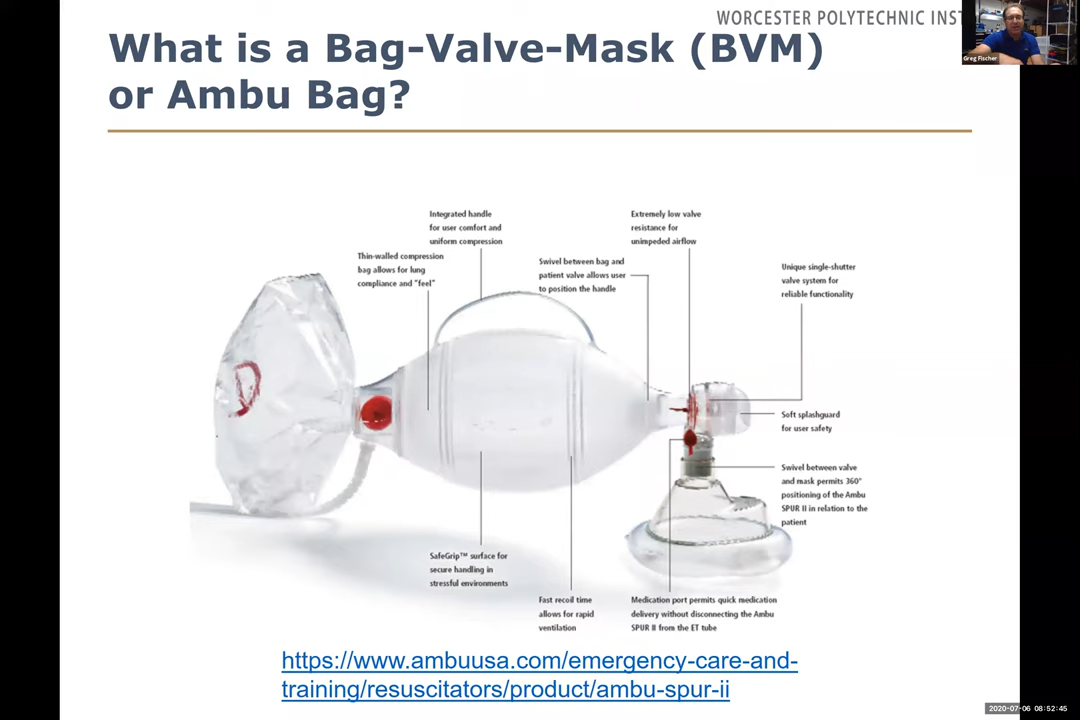 WORCESTER POLYTECHNIC INST
What is a Bag-Valve-Mask (BVM)
or Ambu Bag?
Greg Fischer
Integrated handle
for user comfort and
uniform compression
Extremely low valve
resistance for
unimpeded airflow
Thin-walled compression
bag allows for lung
compliance and "feel"
Swivel between bag and
patient valve allows user
to position the handle
Unique single-shutter
valve system for
reliable functionality
Soft splashguard
for user safety
Swivel between valve
and mask permits 360°
positioning of the Ambu
SPUR II in relation to the
patient
SafeGrip™ surface for
secure handling in
stressful environments
Fast recoil time
allows for rapid
ventilation
Medication port permits quick medication
delivery without disconnecting the Ambu
SPUR II from the ET tube
https://www.ambuusa.com/emergency-care-and-
training/resuscitators/product/ambu-spur-ii
2020-07-06 08:52:45